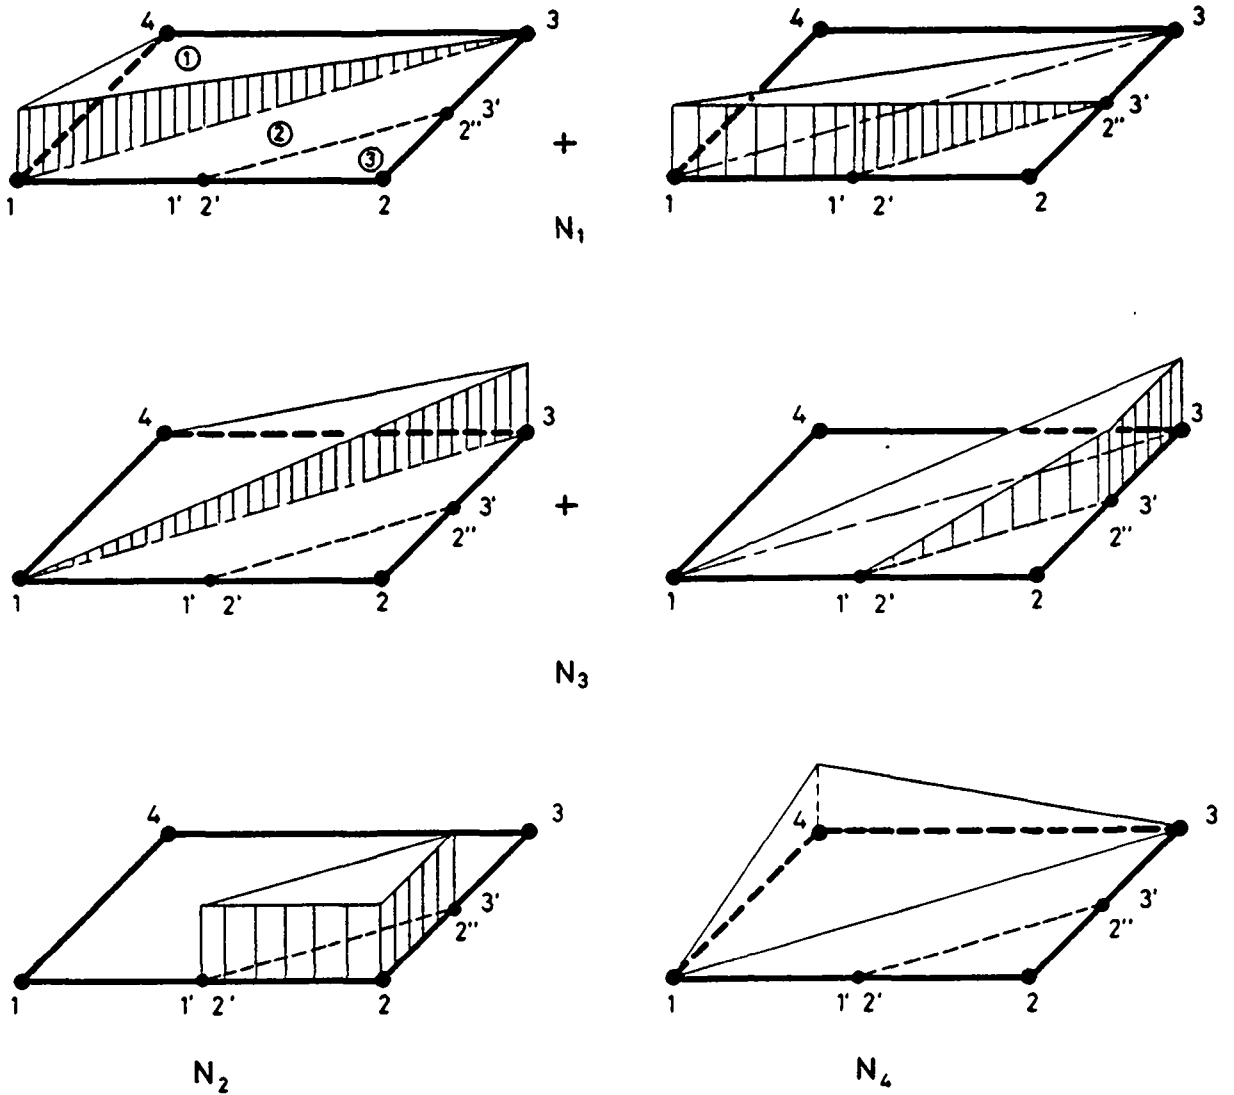 4 3 4 3
① ② ③
3' + 3'
2'' 2''
1 1' 2' 2 1 1' 2' 2
N₁
4 3 4 3
+
3' 3'
2'' 2''
1 1' 2' 2 1 1' 2' 2
N₃
4 3 4 3
3' 3'
2'' 2''
1 1' 2' 2 1 1' 2' 2
N₂ N₄